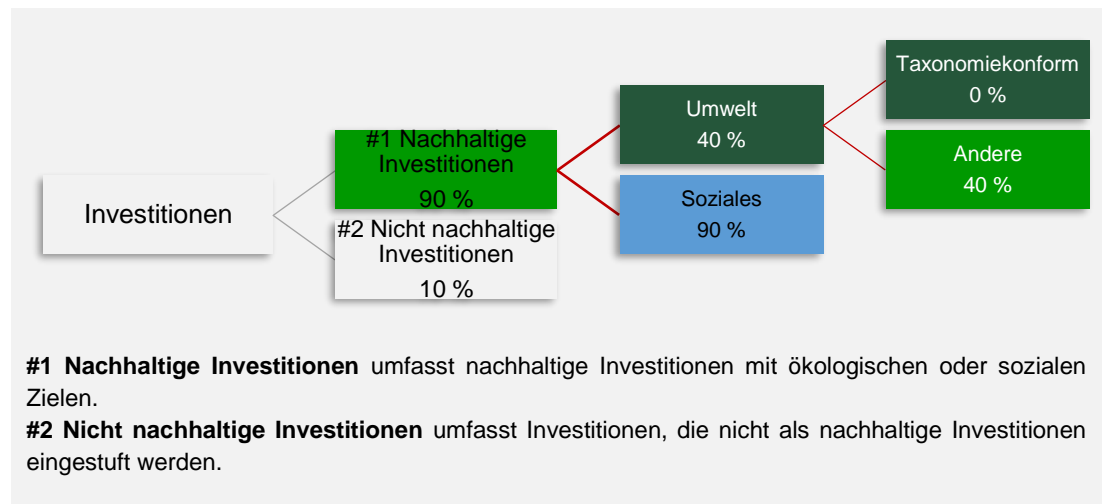 Investitionen
#1 Nachhaltige
Investitionen
90 %
#2 Nicht nachhaltige
Investitionen
10 %
Umwelt
40 %
Soziales
90 %
Taxonomiekonform
0 %
Andere
40 %
#1 Nachhaltige Investitionen umfasst nachhaltige Investitionen mit ökologischen oder sozialen
Zielen.
#2 Nicht nachhaltige Investitionen umfasst Investitionen, die nicht als nachhaltige Investitionen
eingestuft werden.